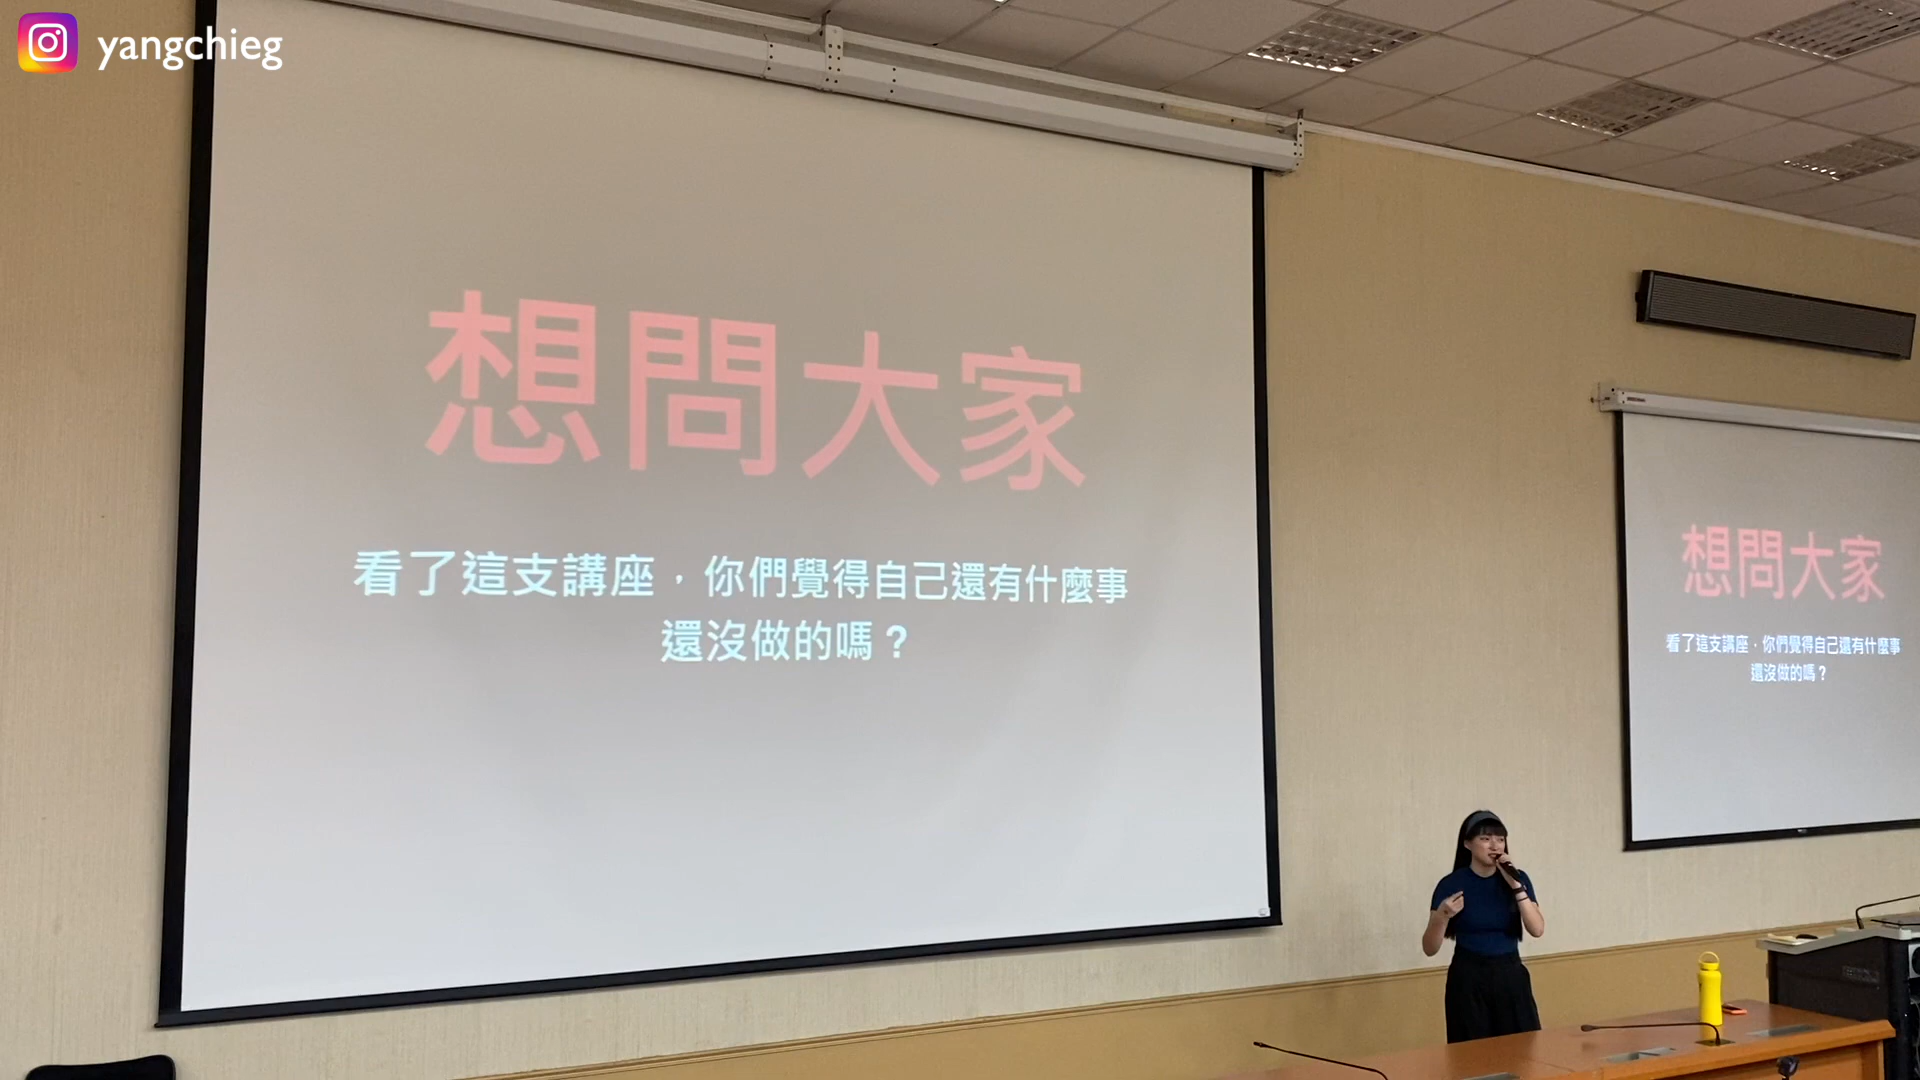 yangchieg
想問大家
看了這支講座，你們覺得自己還有什麼事
還沒做的嗎？
想問大家
看了這支講座，你們覺得自己還有什麼事
還沒做的嗎？